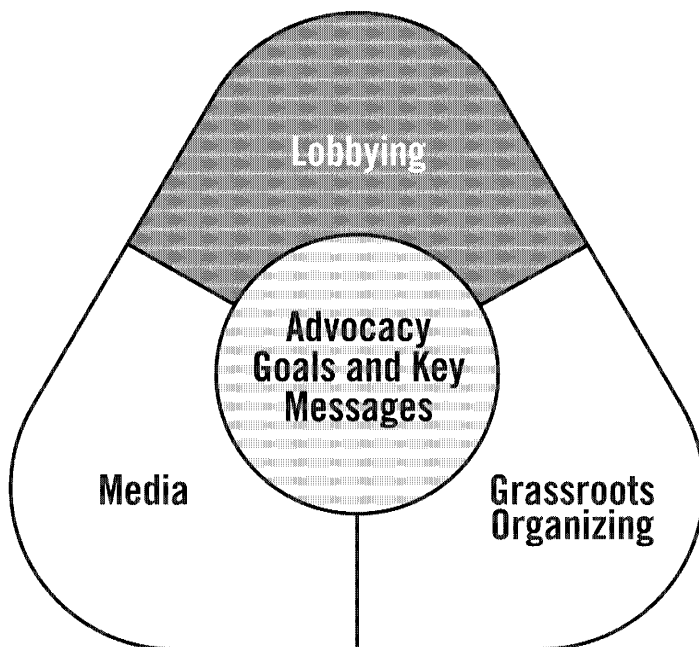 Lobbying
Advocacy
Goals and Key
Messages
Media
Grassroots
Organizing